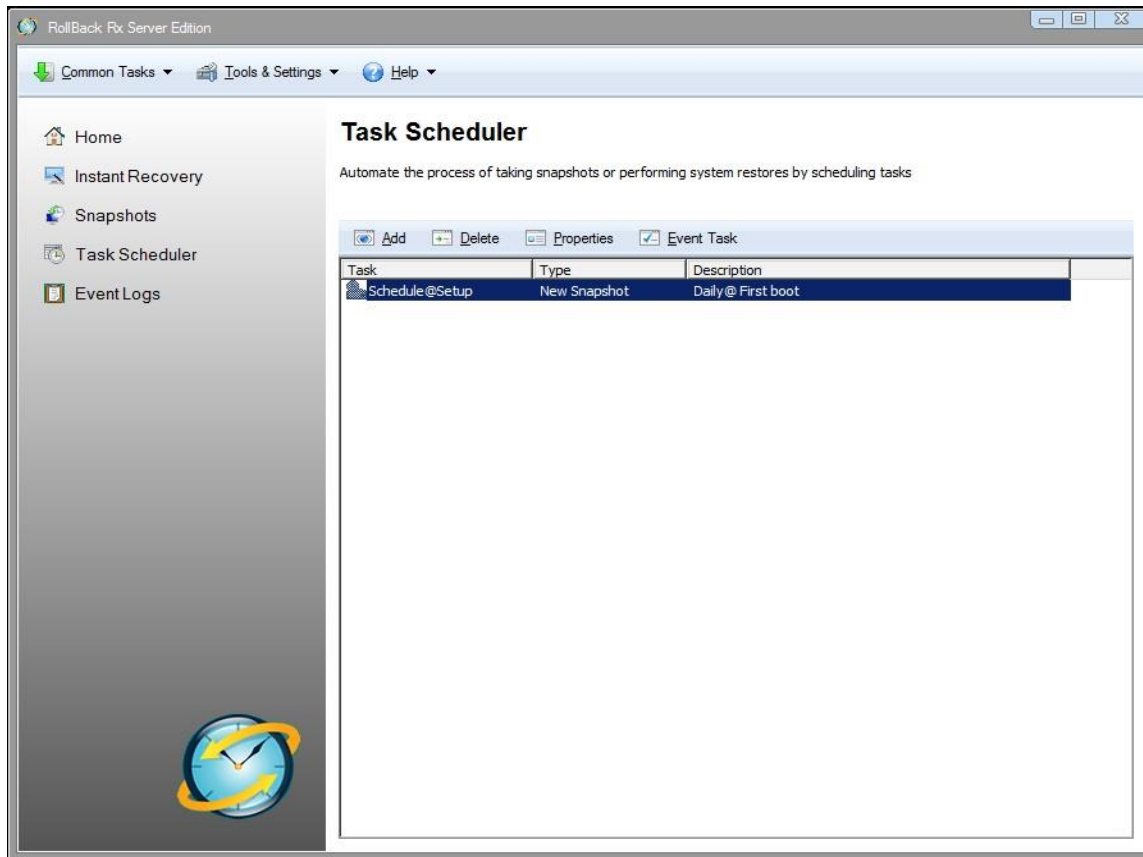 RollBack Rx Server Edition
Common Tasks Tools & Settings Help
Home
Instant Recovery
Snapshots
Task Scheduler
Event Logs
Task Scheduler
Automate the process of taking snapshots or performing system restores by scheduling tasks
Add Delete Properties Event Task
Task Type Description
Schedule@Setup New Snapshot Daily@ First boot